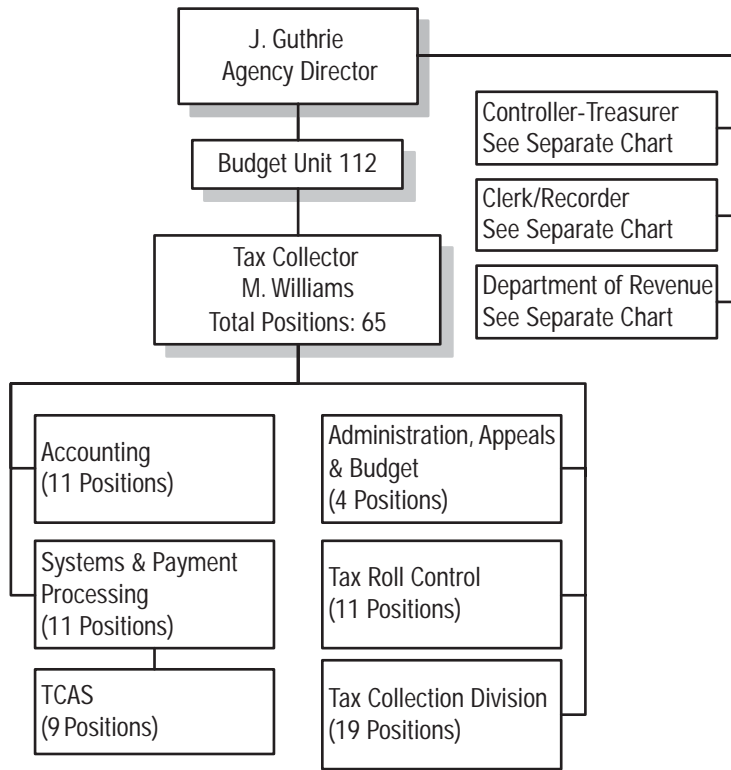 J. Guthrie
Agency Director
Controller-Treasurer
See Separate Chart
Budget Unit 112
Clerk/Recorder
See Separate Chart
Tax Collector
M. Williams
Total Positions: 65
Department of Revenue
See Separate Chart
Accounting
(11 Positions)
Administration, Appeals
& Budget
(4 Positions)
Systems & Payment
Processing
(11 Positions)
Tax Roll Control
(11 Positions)
TCAS
(9 Positions)
Tax Collection Division
(19 Positions)